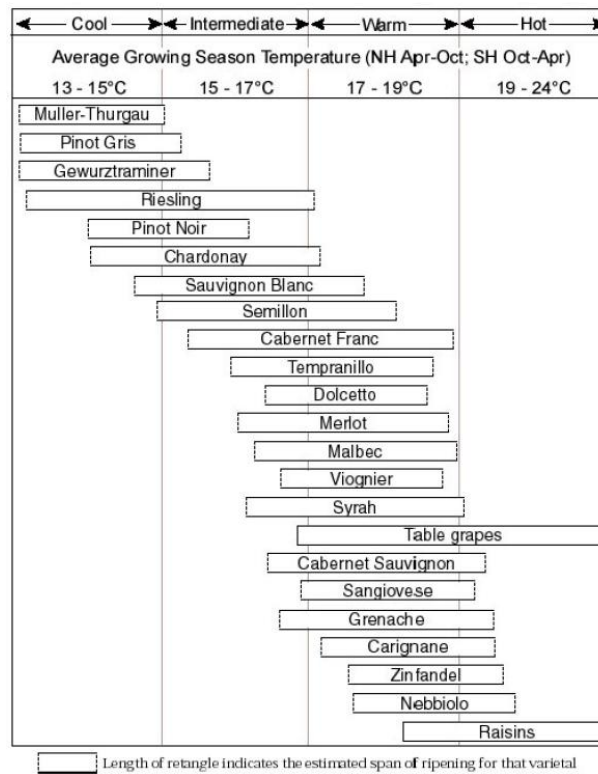 Cool Intermediate Warm Hot
Average Growing Season Temperature (NH Apr-Oct; SH Oct-Apr)
13 - 15°C 15 - 17°C 17 - 19°C 19 - 24°C
Muller-Thurgau
Pinot Gris
Gewurztraminer
Riesling
Pinot Noir
Chardonay
Sauvignon Blanc
Semillon
Cabernet Franc
Tempranillo
Dolcetto
Merlot
Malbec
Viognier
Syrah
Table grapes
Cabernet Sauvignon
Sangiovese
Grenache
Carignane
Zinfandel
Nebbiolo
Raisins
Length of retangle indicates the estimated span of ripening for that varietal